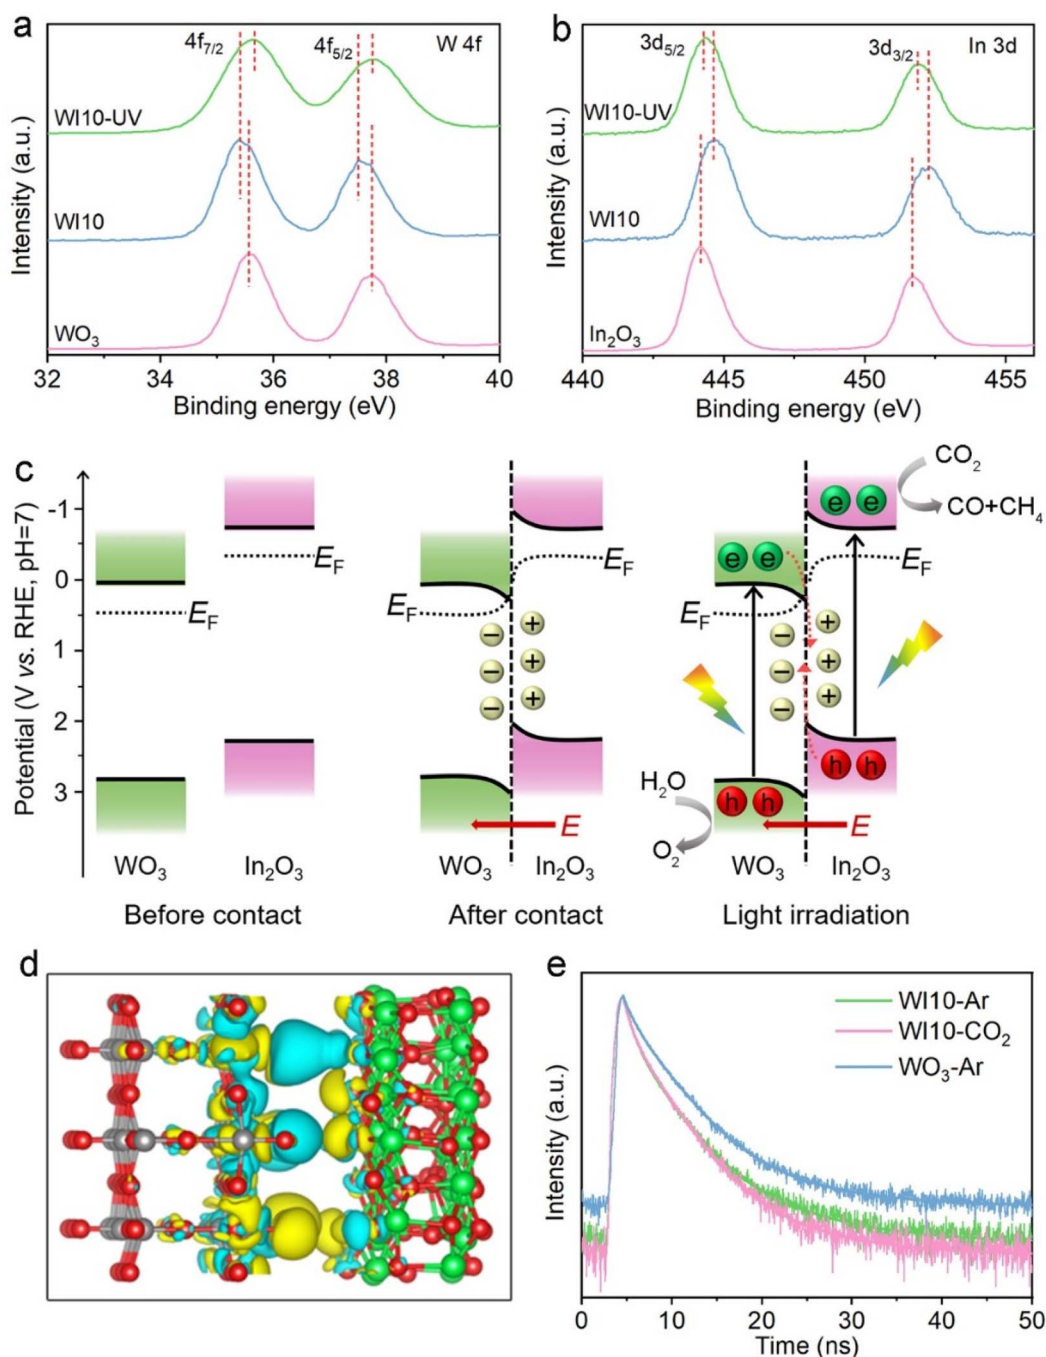 a
4f7/2
4f5/2
W 4f
WI10-UV
WI10
WO3
Intensity (a.u.)
32 34 36 38 40
Binding energy (eV)
b
3d5/2
3d3/2
In 3d
WI10-UV
WI10
In2O3
Intensity (a.u.)
440 445 450 455
Binding energy (eV)
c
Potential (V vs. RHE, pH=7)
-1
0
1
2
3
EF
EF
WO3
In2O3
Before contact
EF
EF
− +
− +
− +
E
WO3
In2O3
After contact
CO2
CO+CH4
e e
e e
EF
EF
− +
− +
− +
h h
h h
H2O
O2
E
WO3
In2O3
Light irradiation
d
e
WI10-Ar
WI10-CO2
WO3-Ar
Intensity (a.u.)
0 10 20 30 40 50
Time (ns)